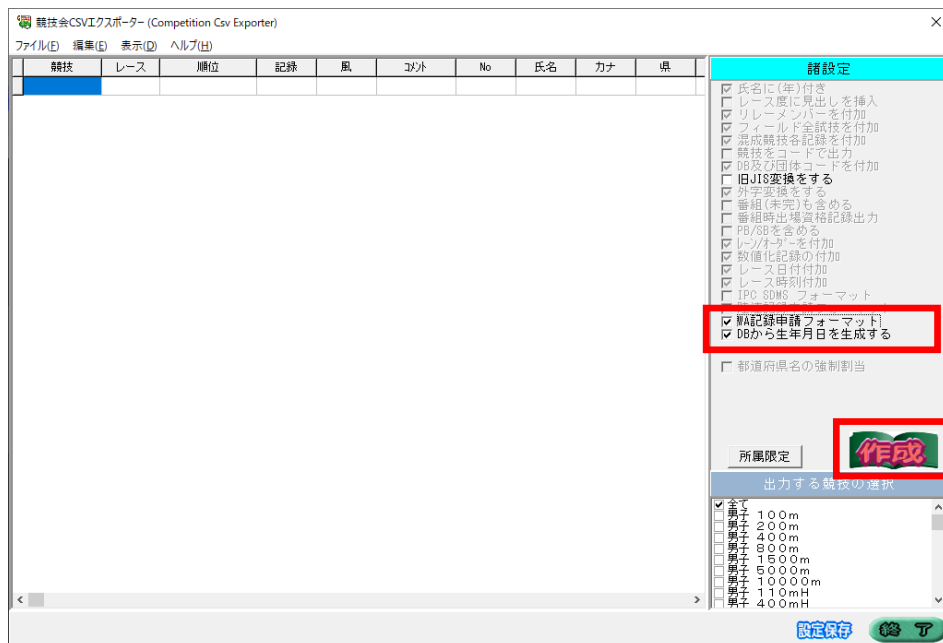 競技会CSVエクスポーター (Competition Csv Exporter)
ファイル(F) 編集(E) 表示(D) ヘルプ(H)
競技 レース 順位 記録 風 コメント No 氏名 カナ 県
諸設定
氏名に(年)付き
レース度に見出しを挿入
リレーメンバーを付加
フィールド全試技を付加
混成競技各記録を付加
競技をコードで出力
DB及び団体コードを付加
旧JIS変換をする
外字変換をする
番組(未完)も含める
番組時出場資格記録出力
PB/SBを含める
レーン/オーダーを付加
数値化記録の付加
レース日付付加
レース時刻付加
IPC SDMS フォーマット
WA記録申請フォーマット
DBから生年月日を生成する
都道府県名の強制割当
所属限定
作成
出力する競技の選択
全て
男子 100m
男子 200m
男子 400m
男子 800m
男子 1500m
男子 5000m
男子 10000m
男子 110mH
男子 400mH
設定保存 終了